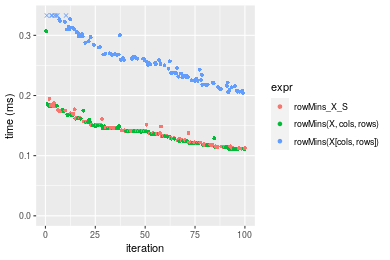 0.3
0.2
0.1
0.0
time (ms)
0
25
50
75
100
iteration
expr
rowMins_X_S
rowMins(X, cols, rows)
rowMins(X[cols, rows])